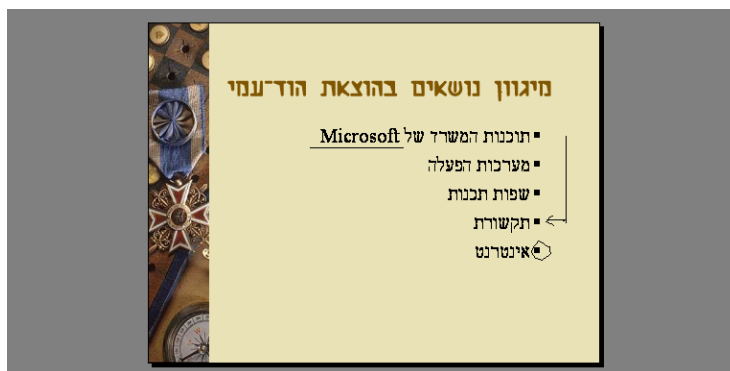 מיגוון נושאים בהוצאת הוד־עמי
תוכנות המשרד של Microsoft
מערכות הפעלה
שפות תכנות
תקשורת
אינטרנט